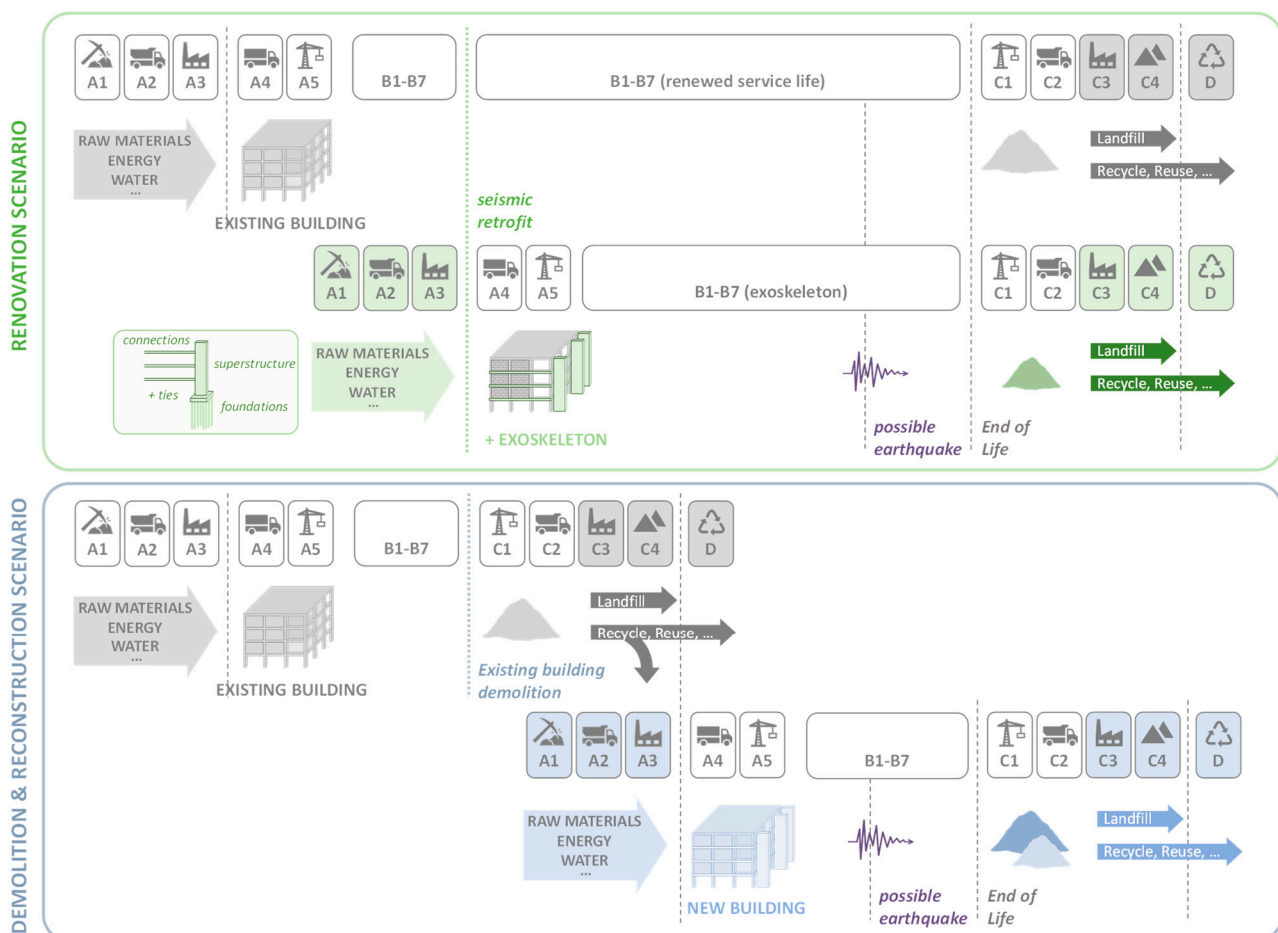 RENOVATION SCENARIO
A1 A2 A3 A4 A5 B1-B7 B1-B7 (renewed service life) C1 C2 C3 C4 D
RAW MATERIALS
ENERGY
WATER
...
EXISTING BUILDING
seismic
retrofit
Landfill
Recycle, Reuse, ...
A1 A2 A3 A4 A5 B1-B7 (exoskeleton) C1 C2 C3 C4 D
connections
superstructure
+ ties
foundations
RAW MATERIALS
ENERGY
WATER
...
+ EXOSKELETON
possible
earthquake
End of
Life
Landfill
Recycle, Reuse, ...
DEMOLITION & RECONSTRUCTION SCENARIO
A1 A2 A3 A4 A5 B1-B7 C1 C2 C3 C4 D
RAW MATERIALS
ENERGY
WATER
...
EXISTING BUILDING
Landfill
Recycle, Reuse, ...
Existing building
demolition
A1 A2 A3 A4 A5 B1-B7 C1 C2 C3 C4 D
RAW MATERIALS
ENERGY
WATER
...
NEW BUILDING
possible
earthquake
End of
Life
Landfill
Recycle, Reuse, ...